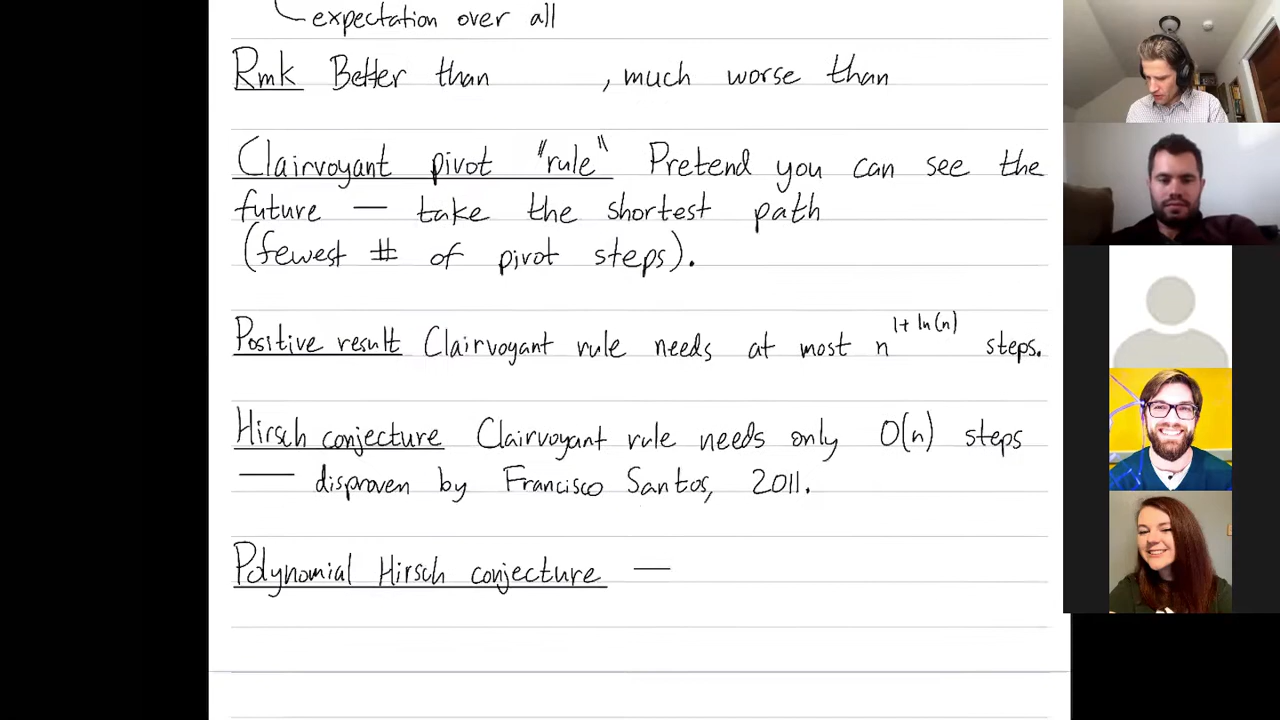 expectation over all
Rmk Better than , much worse than
Clairvoyant pivot "rule" Pretend you can see the
future — take the shortest path
(fewest # of pivot steps).
Positive result Clairvoyant rule needs at most n^{1+ ln(n)} steps.
Hirsch conjecture Clairvoyant rule needs only O(n) steps
— disproven by Francisco Santos, 2011.
Polynomial Hirsch conjecture —